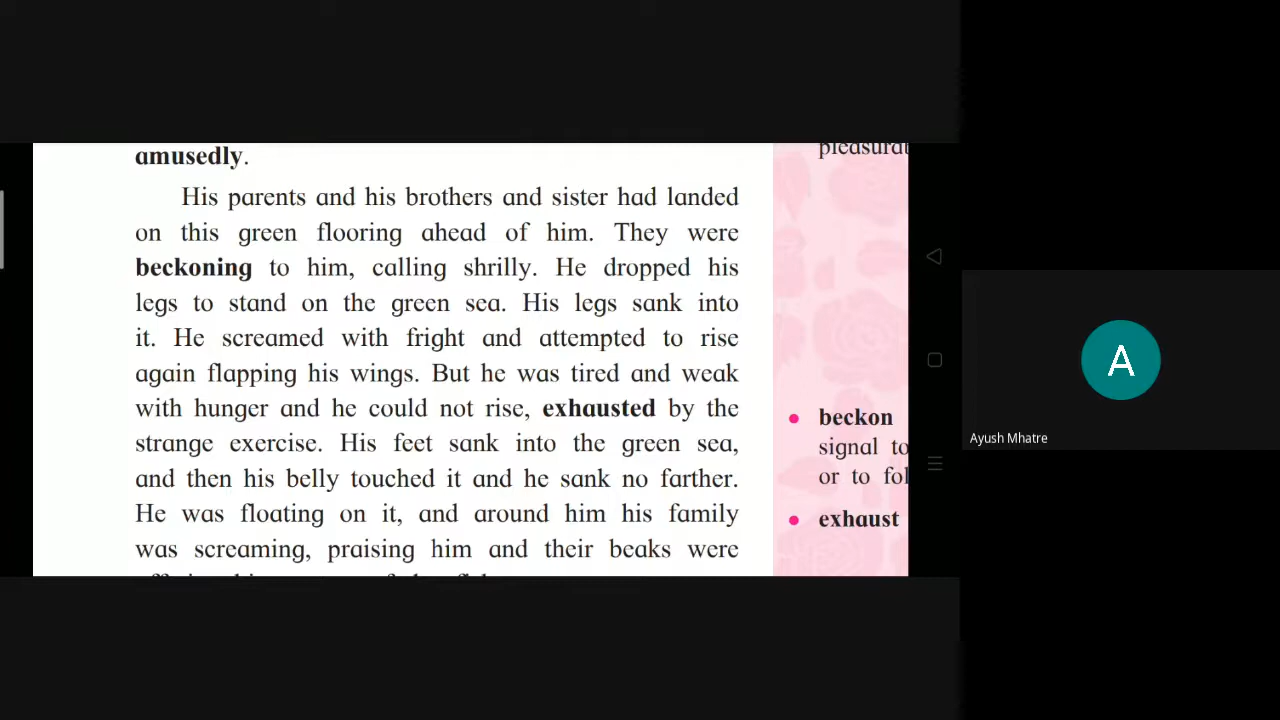 amusedly.
His parents and his brothers and sister had landed
on this green flooring ahead of him. They were
beckoning to him, calling shrilly. He dropped his
legs to stand on the green sea. His legs sank into
it. He screamed with fright and attempted to rise
again flapping his wings. But he was tired and weak
with hunger and he could not rise, exhausted by the
strange exercise. His feet sank into the green sea,
and then his belly touched it and he sank no farther.
He was floating on it, and around him his family
was screaming, praising him and their beaks were
beckon
signal to
or to fol
exhaust
A
Ayush Mhatre